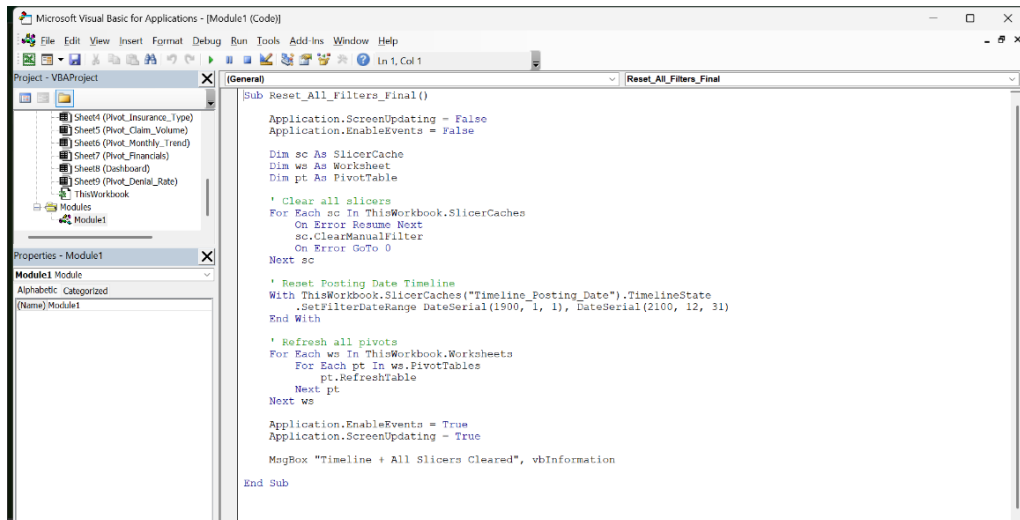 Microsoft Visual Basic for Applications - [Module1 (Code)]
File Edit View Insert Format Debug Run Tools Add-Ins Window Help
Ln 1, Col 1
Project - VBAProject
Sheet4 (Pivot_Insurance_Type)
Sheet5 (Pivot_Claim_Volume)
Sheet6 (Pivot_Monthly_Trend)
Sheet7 (Pivot_Financials)
Sheet8 (Dashboard)
Sheet9 (Pivot_Denial_Rate)
ThisWorkbook
Modules
Module1
Properties - Module1
Module1 Module
Alphabetic Categorized
(Name) Module1
(General)
Reset_All_Filters_Final
Sub Reset_All_Filters_Final()
Application.ScreenUpdating = False
Application.EnableEvents = False
Dim sc As SlicerCache
Dim ws As Worksheet
Dim pt As PivotTable
' Clear all slicers
For Each sc In ThisWorkbook.SlicerCaches
On Error Resume Next
sc.ClearManualFilter
On Error GoTo 0
Next sc
' Reset Posting Date Timeline
With ThisWorkbook.SlicerCaches("Timeline_Posting_Date").TimelineState
.SetFilterDateRange DateSerial(1900, 1, 1), DateSerial(2100, 12, 31)
End With
' Refresh all pivots
For Each ws In ThisWorkbook.Worksheets
For Each pt In ws.PivotTables
pt.RefreshTable
Next pt
Next ws
Application.EnableEvents = True
Application.ScreenUpdating = True
MsgBox "Timeline + All Slicers Cleared", vbInformation
End Sub